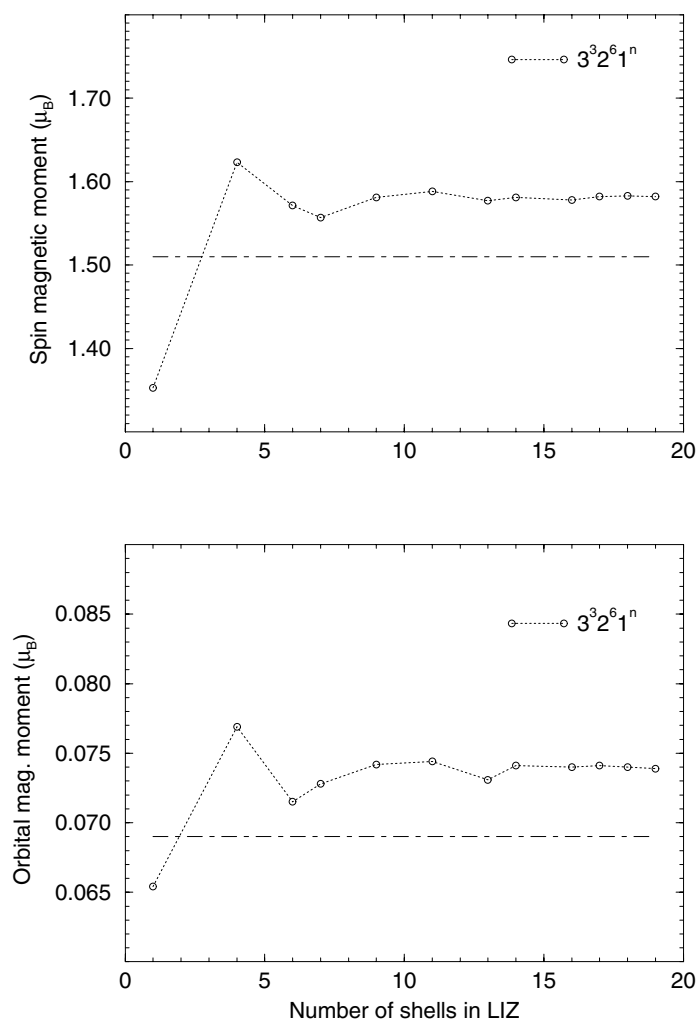 3³2⁶1ⁿ
Spin magnetic moment (μ_B)
1.70
1.60
1.50
1.40
0 5 10 15 20
3³2⁶1ⁿ
Orbital mag. moment (μ_B)
0.085
0.080
0.075
0.070
0.065
0 5 10 15 20
Number of shells in LIZ